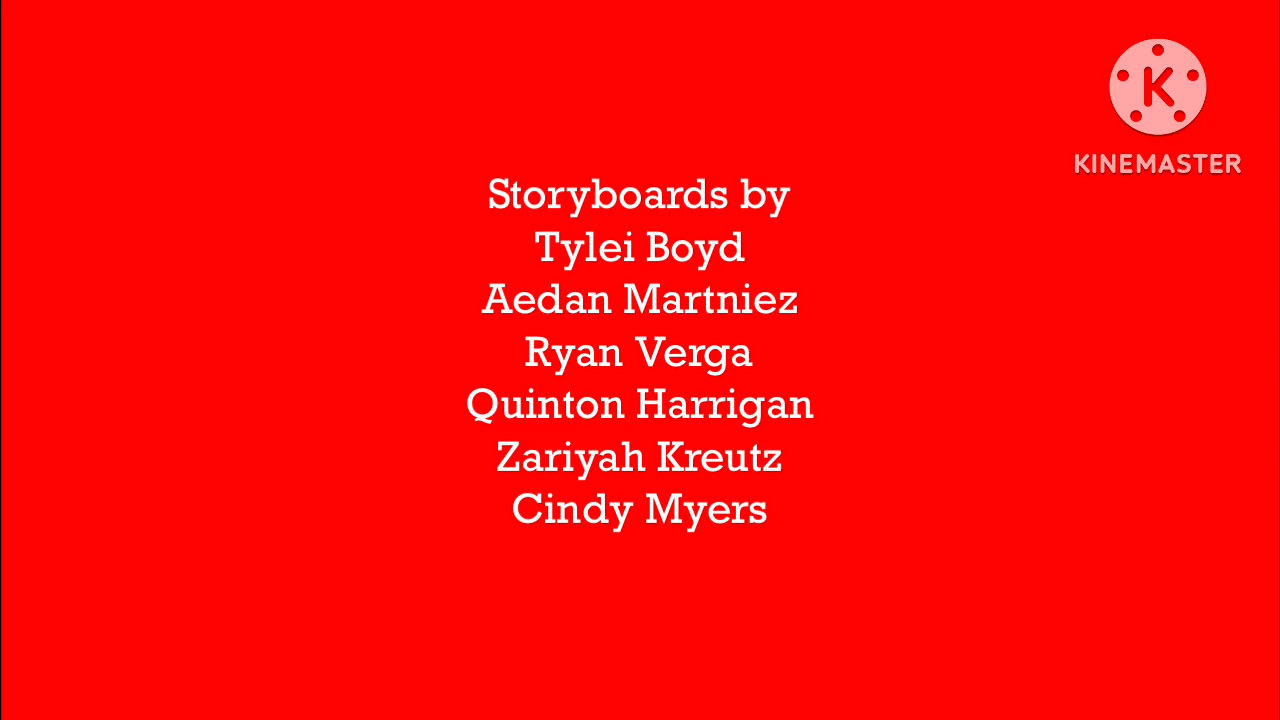 K
KINEMASTER
Storyboards by
Tylei Boyd
Aedan Martniez
Ryan Verga
Quinton Harrigan
Zariyah Kreutz
Cindy Myers